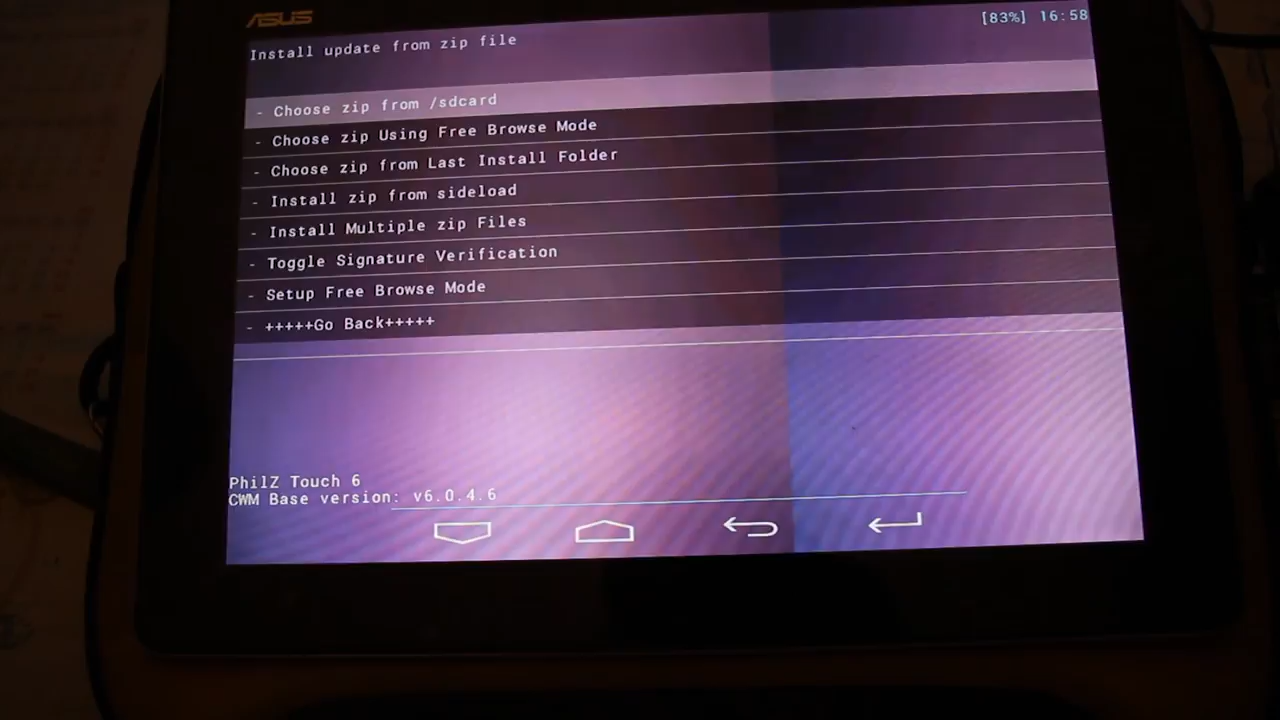 ASUS
[83%] 16:58
Install update from zip file
- Choose zip from /sdcard
- Choose zip Using Free Browse Mode
- Choose zip from Last Install Folder
- Install zip from sideload
- Install Multiple zip Files
- Toggle Signature Verification
- Setup Free Browse Mode
- +++++Go Back+++++
PhilZ Touch 6
CWM Base version: v6.0.4.6